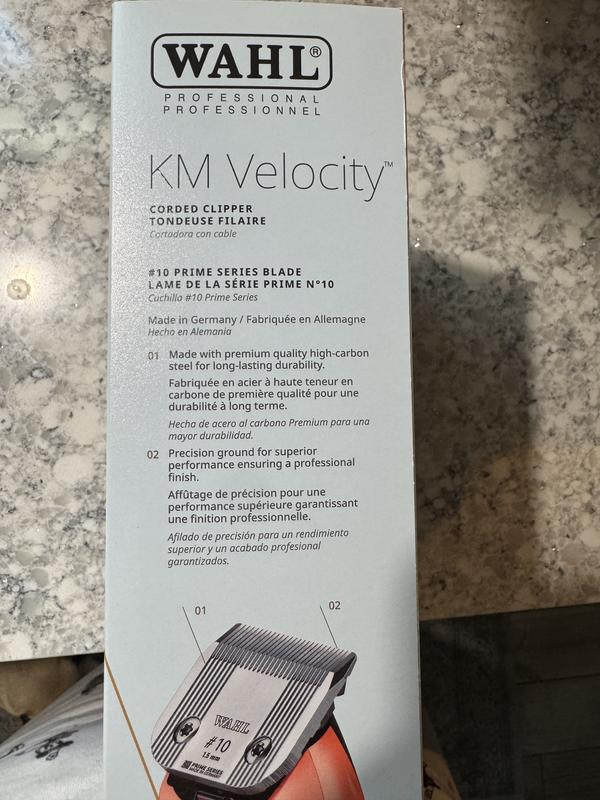 WAHL®
PROFESSIONAL
PROFESSIONNEL
KM Velocity™
CORDED CLIPPER
TONDEUSE FILAIRE
Cortadora con cable
#10 PRIME SERIES BLADE
LAME DE LA SÉRIE PRIME N°10
Cuchilla #10 Prime Series
Made in Germany / Fabriquée en Allemagne
Hecho en Alemania
01 Made with premium quality high-carbon
steel for long-lasting durability.
Fabriquée en acier à haute teneur en
carbone de première qualité pour une
durabilité à long terme.
Hecha de acero al carbono Premium para una
mayor durabilidad.
02 Precision ground for superior
performance ensuring a professional
finish.
Affûtage de précision pour une
performance supérieure garantissant
une finition professionnelle.
Afilado de precisión para un rendimiento
superior y un acabado profesional
garantizados.
01 02
WAHL
#10
1.5 mm
PRIME SERIES
MADE IN GERMANY